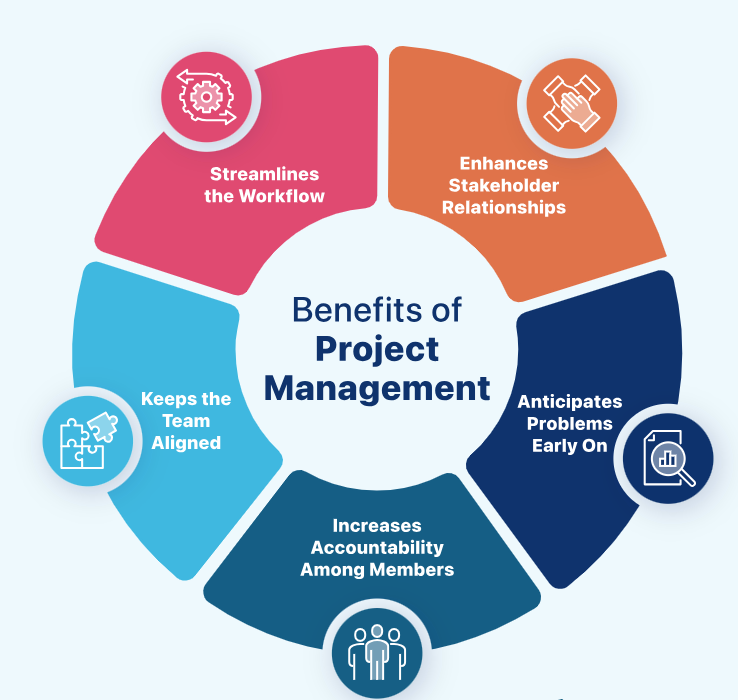 Benefits of
Project
Management
Streamlines
the Workflow
Enhances
Stakeholder
Relationships
Anticipates
Problems
Early On
Increases
Accountability
Among Members
Keeps the
Team
Aligned